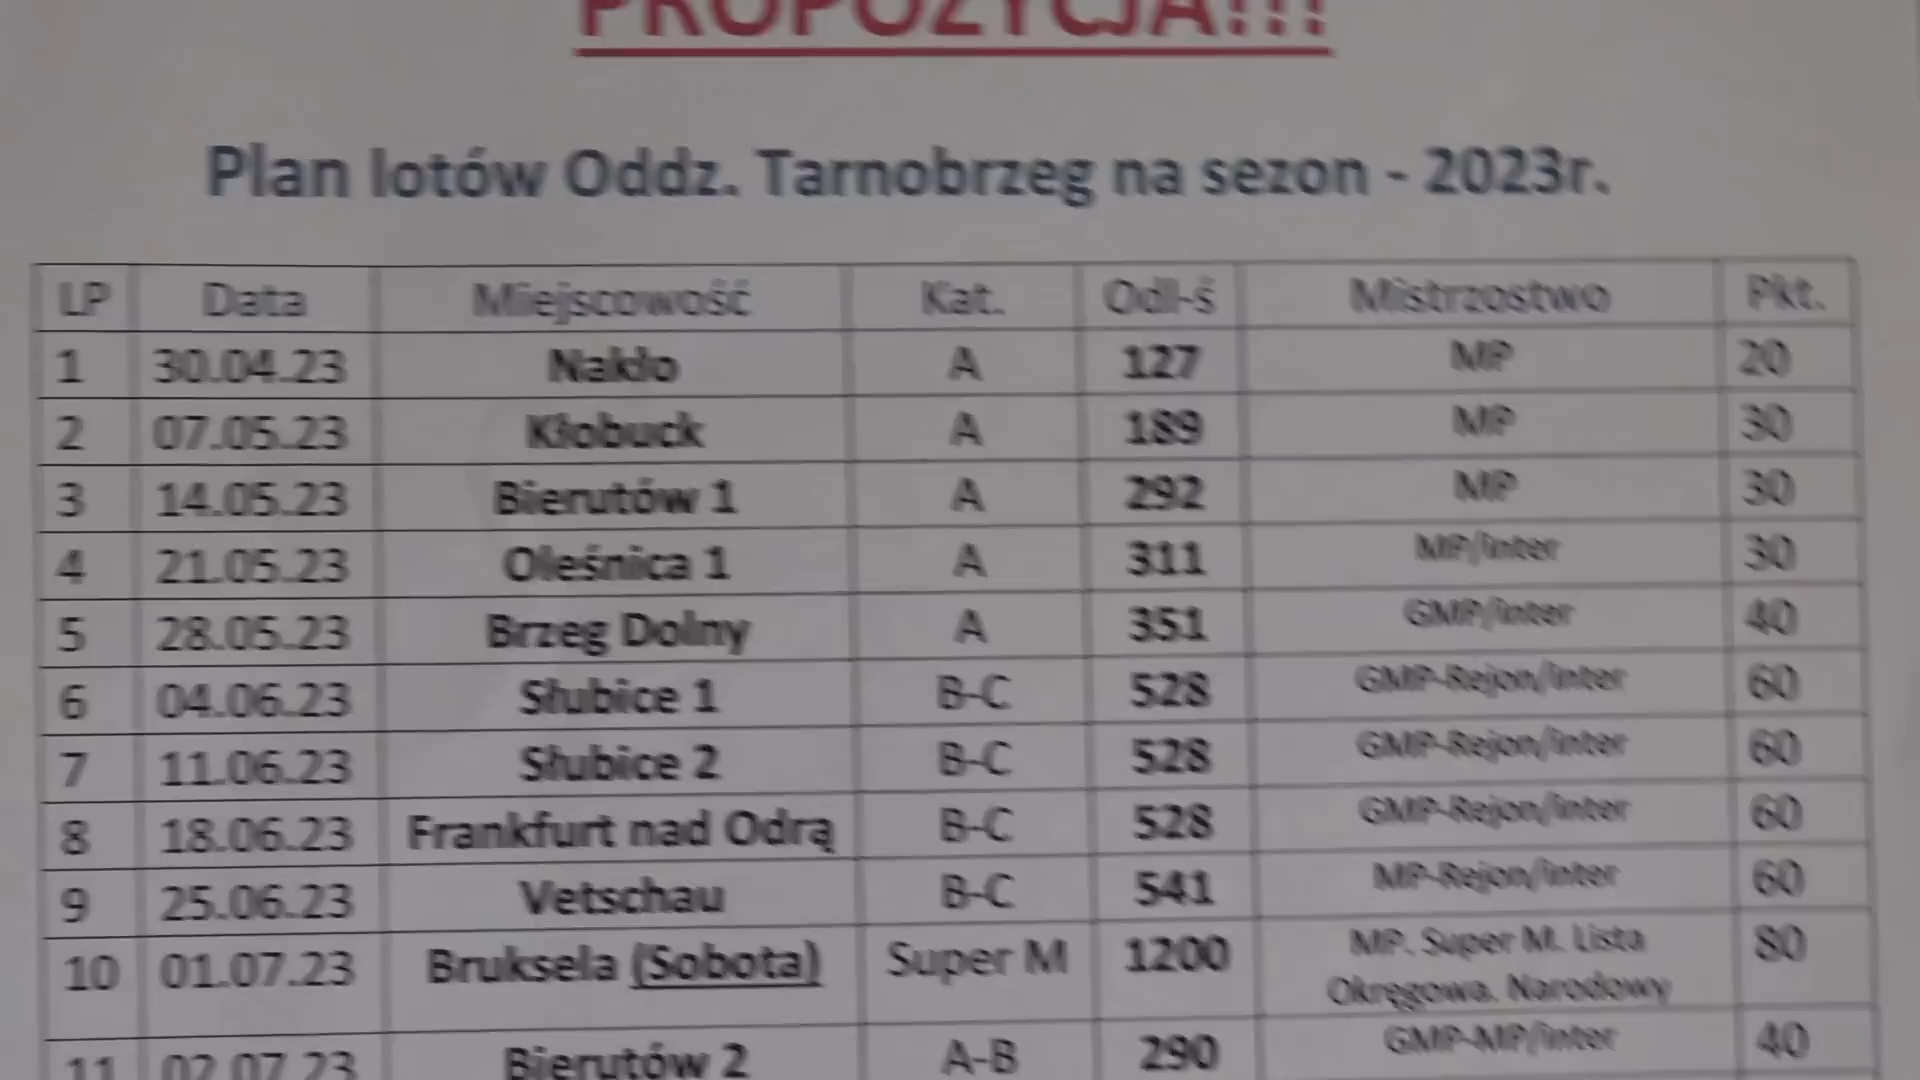 PROPOZYCJA!!!
Plan lotów Oddz. Tarnobrzeg na sezon - 2023r.
LP Data Miejscowość Kat. Odl-ś Mistrzostwo Pkt.
1 30.04.23 Nakło A 127 MP 20
2 07.05.23 Kłobuck A 189 MP 30
3 14.05.23 Bierutów 1 A 292 MP 30
4 21.05.23 Oleśnica 1 A 311 MP/inter 30
5 28.05.23 Brzeg Dolny A 351 GMP/inter 40
6 04.06.23 Słubice 1 B-C 528 GMP-Rejon/inter 60
7 11.06.23 Słubice 2 B-C 528 GMP-Rejon/inter 60
8 18.06.23 Frankfurt nad Odrą B-C 528 GMP-Rejon/inter 60
9 25.06.23 Vetschau B-C 541 MP-Rejon/inter 60
10 01.07.23 Bruksela (Sobota) Super M 1200 MP. Super M. Lista 80
Okręgowa. Narodowy
11 02.07.23 Bierutów 2 A-B 290 GMP-MP/inter 40